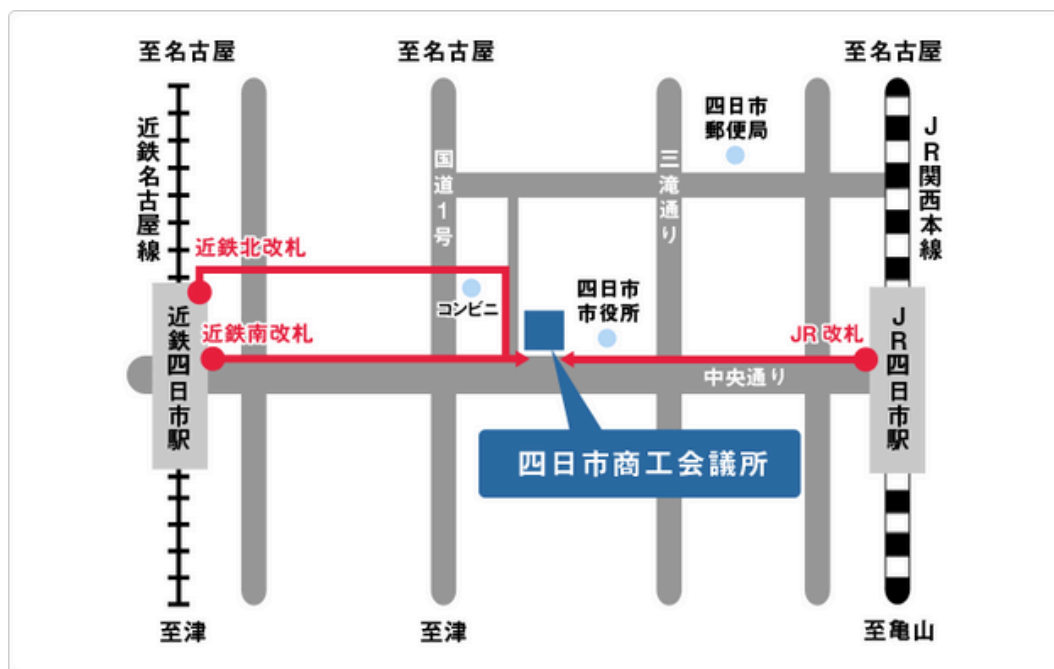 至名古屋
至名古屋
至名古屋
近鉄名古屋線
国道1号
三滝通り
四日市
郵便局
JR関西本線
近鉄北改札
コンビニ
四日市
市役所
近鉄南改札
JR改札
近鉄四日市駅
中央通り
JR四日市駅
四日市商工会議所
至津
至津
至亀山